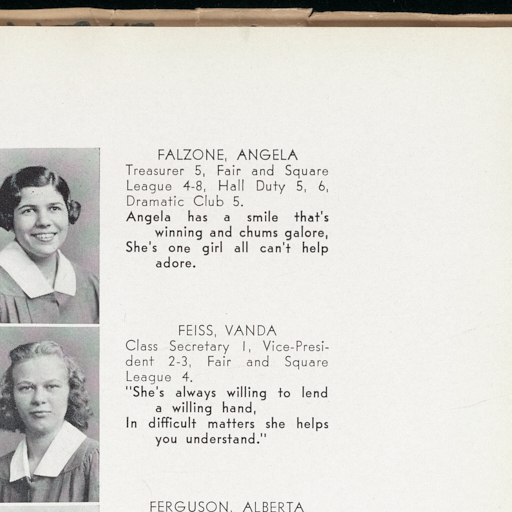 FALZONE, ANGELA
Treasurer 5, Fair and Square
League 4-8, Hall Duty 5, 6,
Dramatic Club 5.
Angela has a smile that's
winning and chums galore,
She's one girl all can't help
adore.
FEISS, VANDA
Class Secretary 1, Vice-Presi-
dent 2-3, Fair and Square
League 4.
"She's always willing to lend
a willing hand,
In difficult matters she helps
you understand."
FERGUSON, ALBERTA